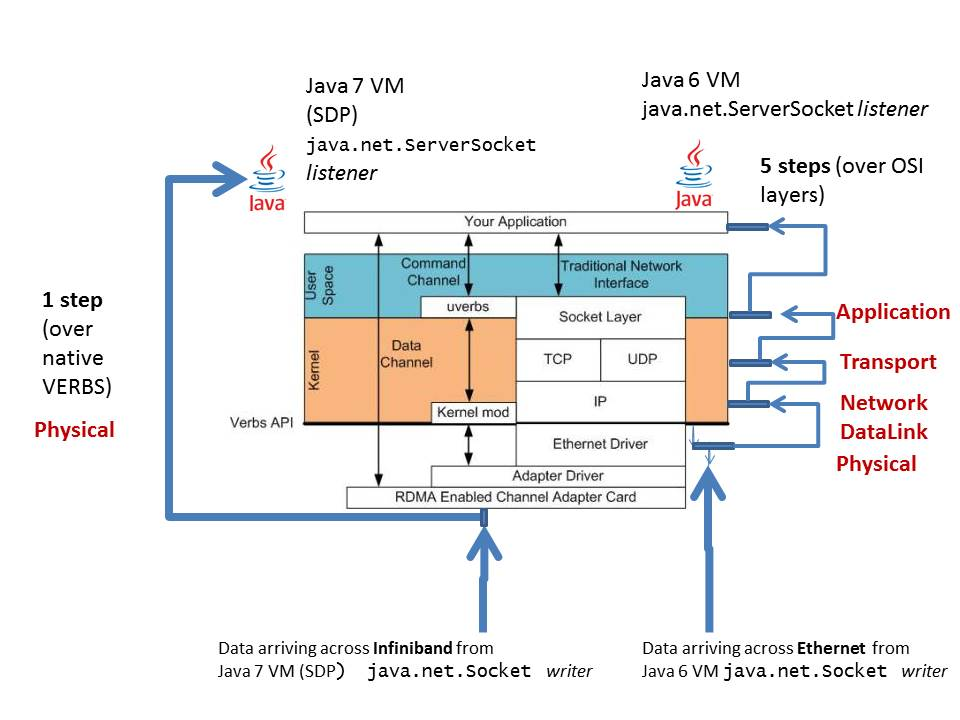 Java 7 VM
(SDP)
java.net.ServerSocket
listener
Java 6 VM
java.net.ServerSocket listener
Java
Java
5 steps (over OSI
layers)
Your Application
User
Space
Command
Channel
Traditional Network
Interface
uverbs
Socket Layer
Kernel
Data
Channel
TCP
UDP
IP
Kernel mod
Verbs API
Ethernet Driver
Adapter Driver
RDMA Enabled Channel Adapter Card
1 step
(over
native
VERBS)
Physical
Application
Transport
Network
DataLink
Physical
Data arriving across Infiniband from
Java 7 VM (SDP) java.net.Socket writer
Data arriving across Ethernet from
Java 6 VM java.net.Socket writer